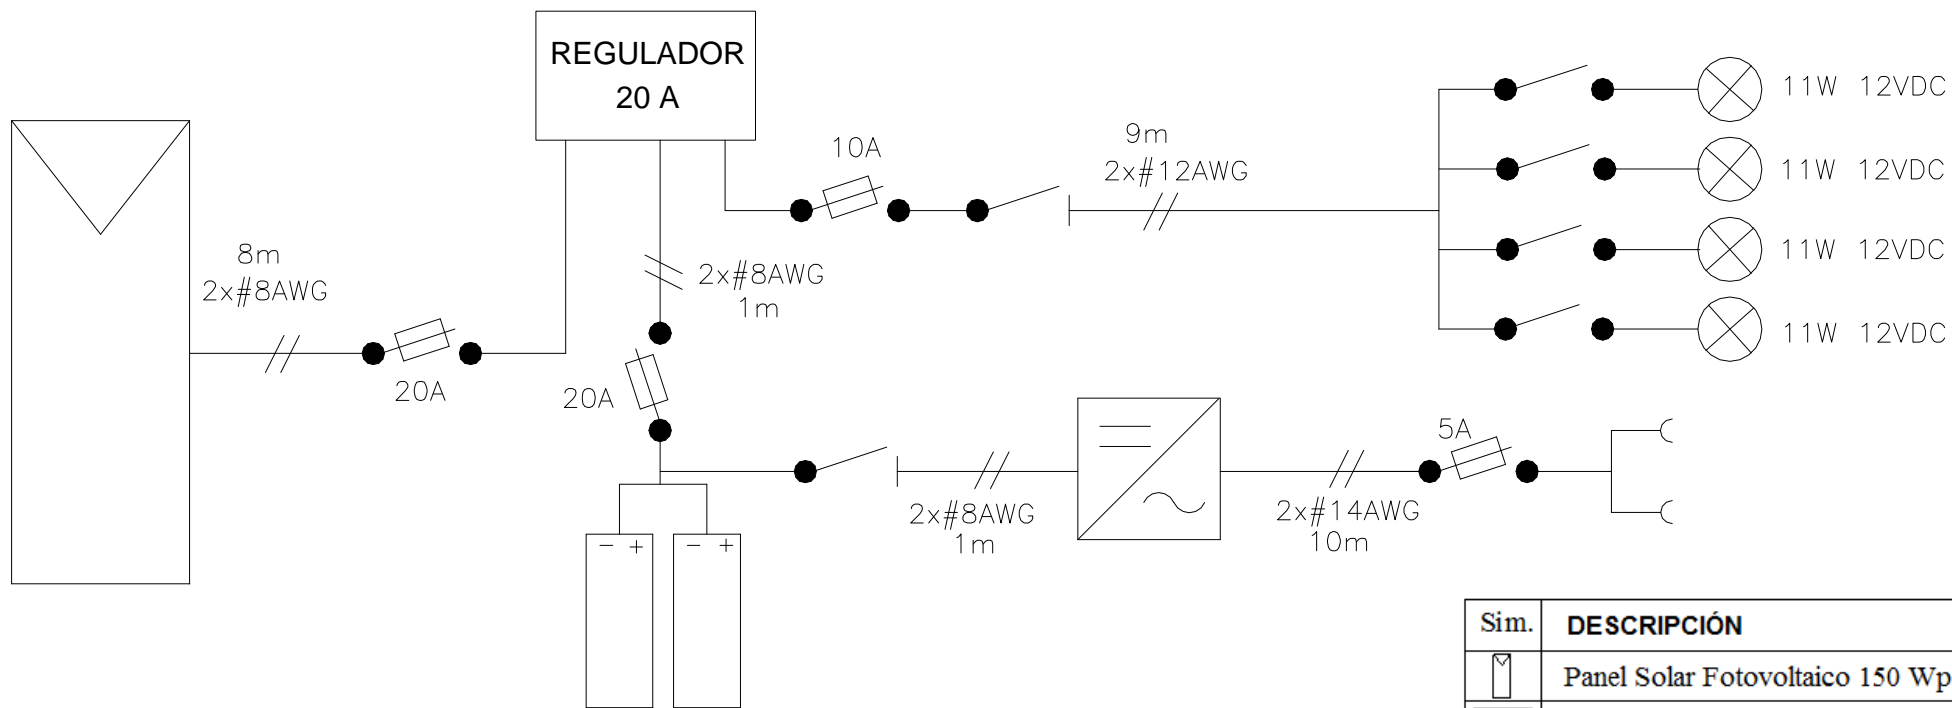 REGULADOR
20 A
8m
2x#8AWG
20A
2x#8AWG
1m
20A
10A
9m
2x#12AWG
11W 12VDC
11W 12VDC
11W 12VDC
11W 12VDC
2x#8AWG
1m
2x#14AWG
10m
5A
- +
- +
Sim. DESCRIPCIÓN
Panel Solar Fotovoltaico 150 Wp